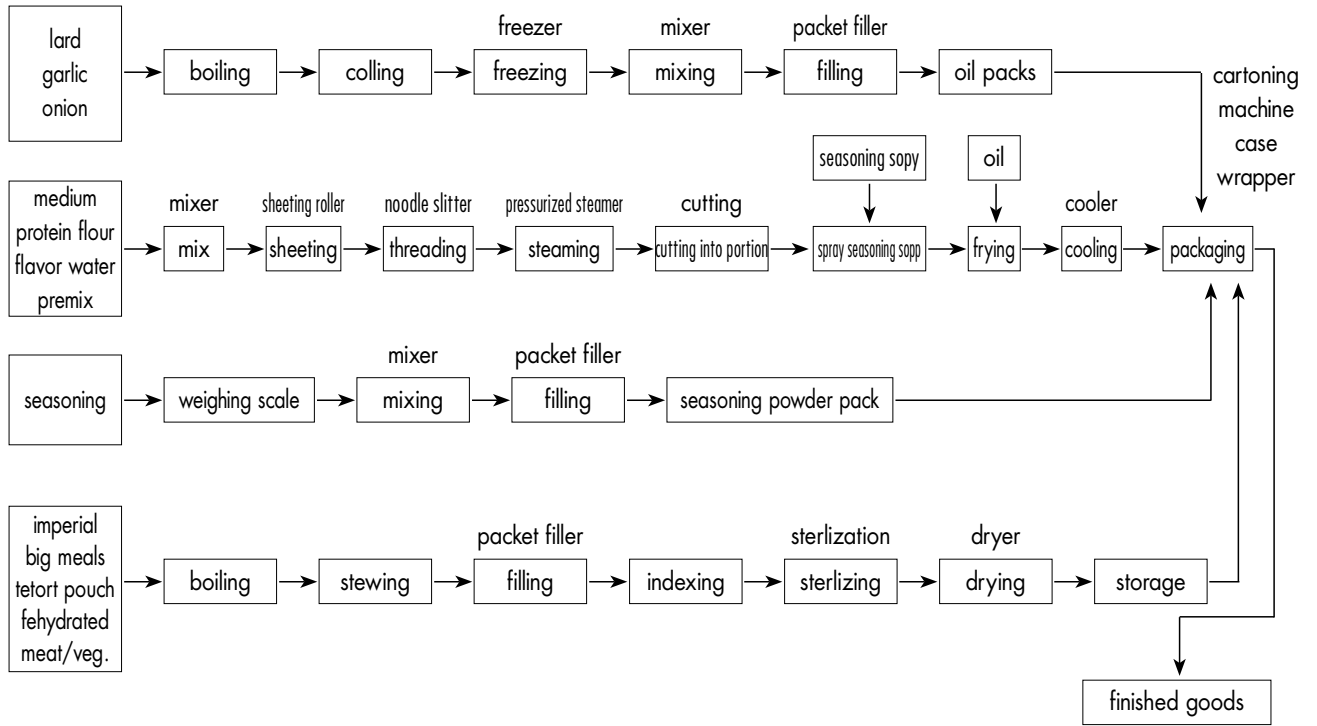 lard
garlic
onion
boiling
colling
freezer
freezing
mixer
mixing
packet filler
filling
oil packs
cartoning
machine
case
wrapper
medium
protein flour
flavor water
premix
mixer
mix
sheeting roller
sheeting
noodle slitter
threading
pressurized steamer
steaming
cutting
cutting into portion
seasoning sopy
spray seasoning sopp
oil
frying
cooler
cooling
packaging
seasoning
weighing scale
mixer
mixing
packet filler
filling
seasoning powder pack
imperial
big meals
tetort pouch
fehydrated
meat/veg.
boiling
stewing
packet filler
filling
indexing
sterlization
sterlizing
dryer
drying
storage
finished goods